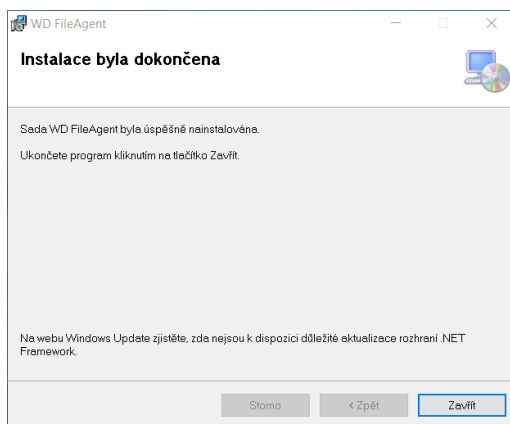 WD FileAgent
Instalace byla dokončena
Sada WD FileAgent byla úspěšně nainstalována.
Ukončete program kliknutím na tlačítko Zavřít.
Na webu Windows Update zjistěte, zda nejsou k dispozici důležité aktualizace rozhraní .NET
Framework.
Storno
< Zpět
Zavřít